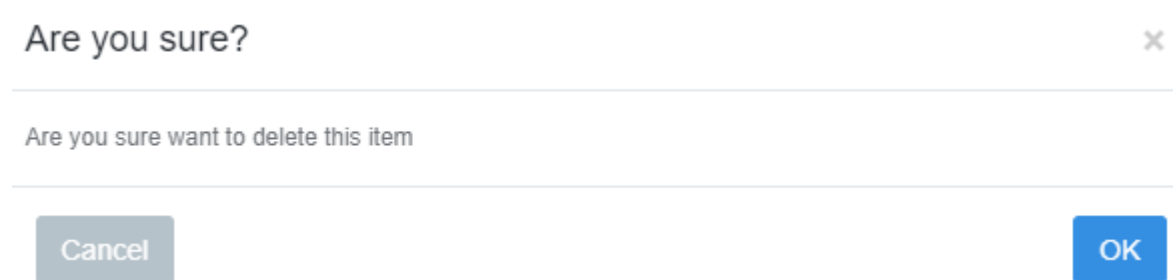 Are you sure?
×
Are you sure want to delete this item
Cancel
OK